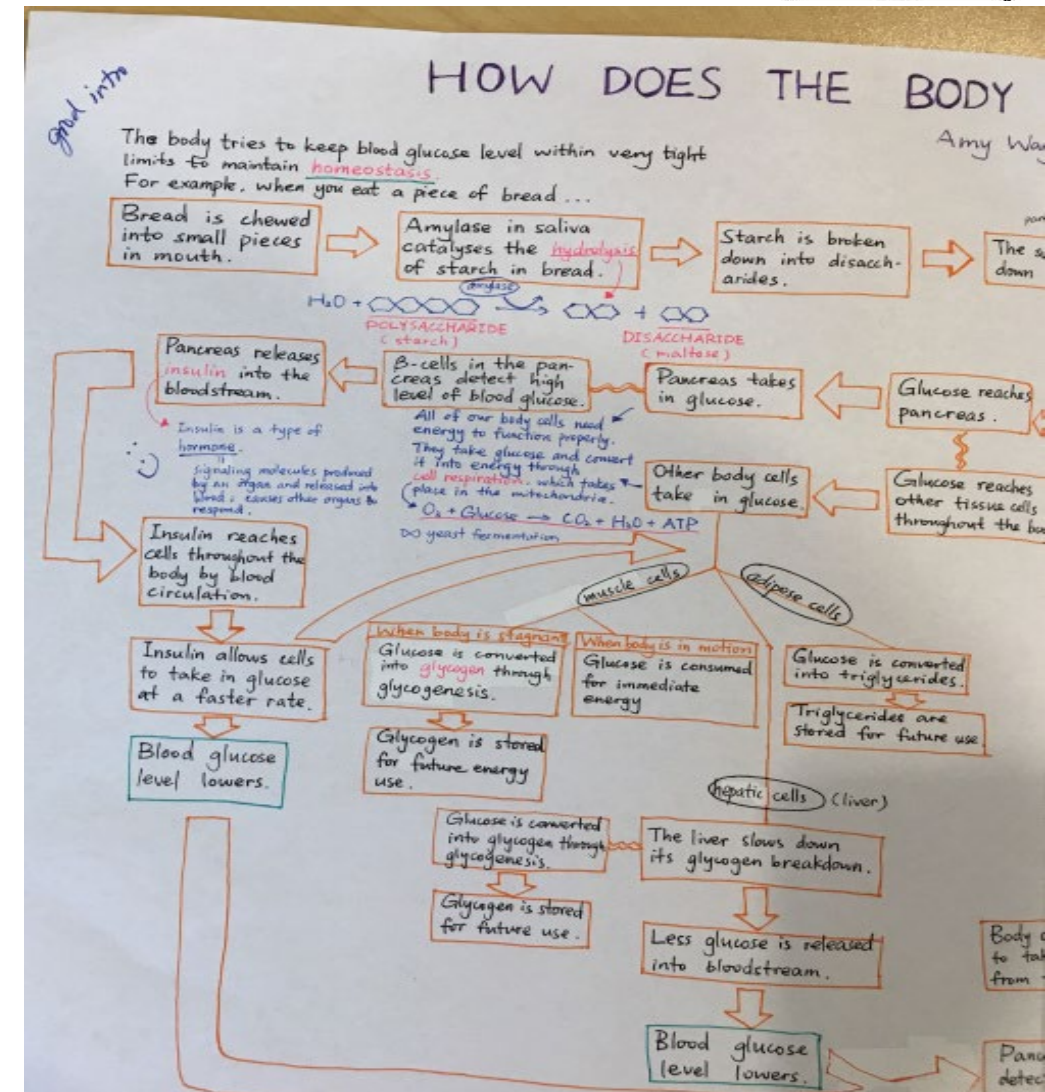 good intro
HOW DOES THE BODY
Amy
The body tries to keep blood glucose level within very tight
limits to maintain homeostasis.
For example, when you eat a piece of bread ...
Bread is chewed
into small pieces
in mouth.
Amylase in saliva
catalyses the hydrolysis
of starch in bread.
Starch is broken
down into disacch-
arides.
The
down
amylase
H₂O +
+
POLYSACCHARIDE
(starch)
DISACCHARIDE
(maltose)
Pancreas releases
insulin into the
bloodstream.
β-cells in the pan-
creas detect high
level of blood glucose.
Pancreas takes
in glucose.
Glucose reaches
pancreas.
Insulin is a type of
hormone.
signaling molecules produced
by an organ and released into
blood; causes other organs to
respond.
All of our body cells need
energy to function properly.
They take glucose and convert
it into energy through
cell respiration, which takes
place in the mitochondria.
O₂ + Glucose → CO₂ + H₂O + ATP
yeast fermentation
Other body cells
take in glucose.
Glucose reaches
other tissue cells
throughout the
Insulin reaches
cells throughout the
body by blood
circulation.
Insulin allows cells
to take in glucose
at a faster rate.
Blood glucose
level lowers.
muscle cells
adipose cells
When body is stagnant
Glucose is converted
into glycogen through
glycogenesis.
Glycogen is stored
for future energy
use.
When body is in motion
Glucose is consumed
for immediate
energy
Glucose is converted
into triglycerides.
Triglycerides are
stored for future use
hepatic cells (liver)
Glucose is converted
into glycogen through
glycogenesis.
Glycogen is stored
for future use.
The liver slows down
its glycogen breakdown.
Less glucose is released
into bloodstream.
Blood glucose
level lowers.
Body
to
from